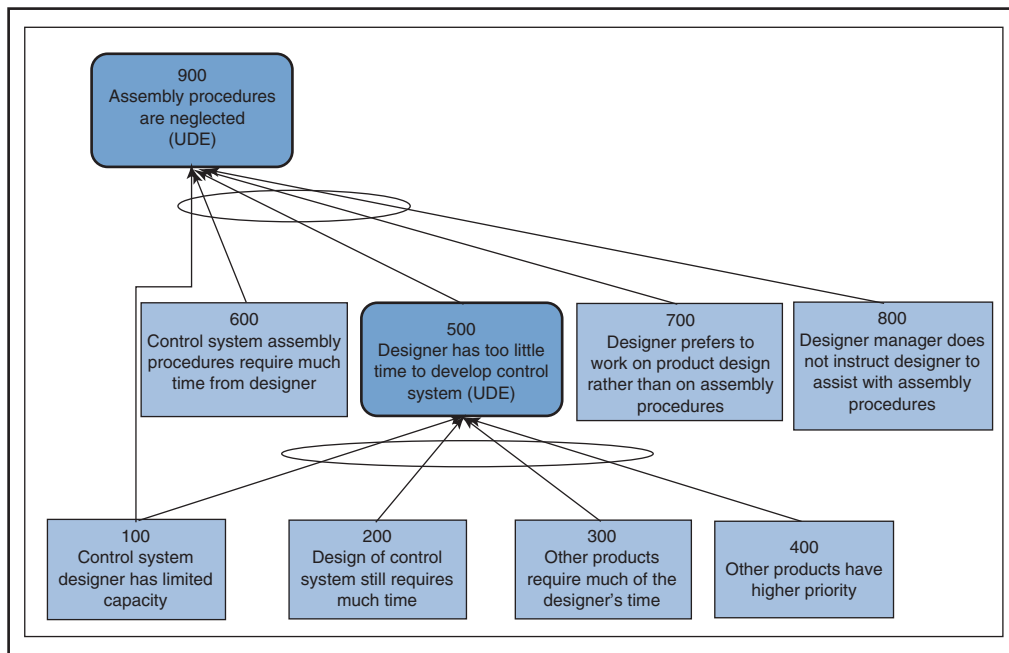 900
Assembly procedures
are neglected
(UDE)
600
Control system assembly
procedures require much
time from designer
500
Designer has too little
time to develop control
system (UDE)
700
Designer prefers to
work on product design
rather than on assembly
procedures
800
Designer manager does
not instruct designer to
assist with assembly
procedures
100
Control system
designer has limited
capacity
200
Design of control
system still requires
much time
300
Other products
require much of the
designer's time
400
Other products have
higher priority